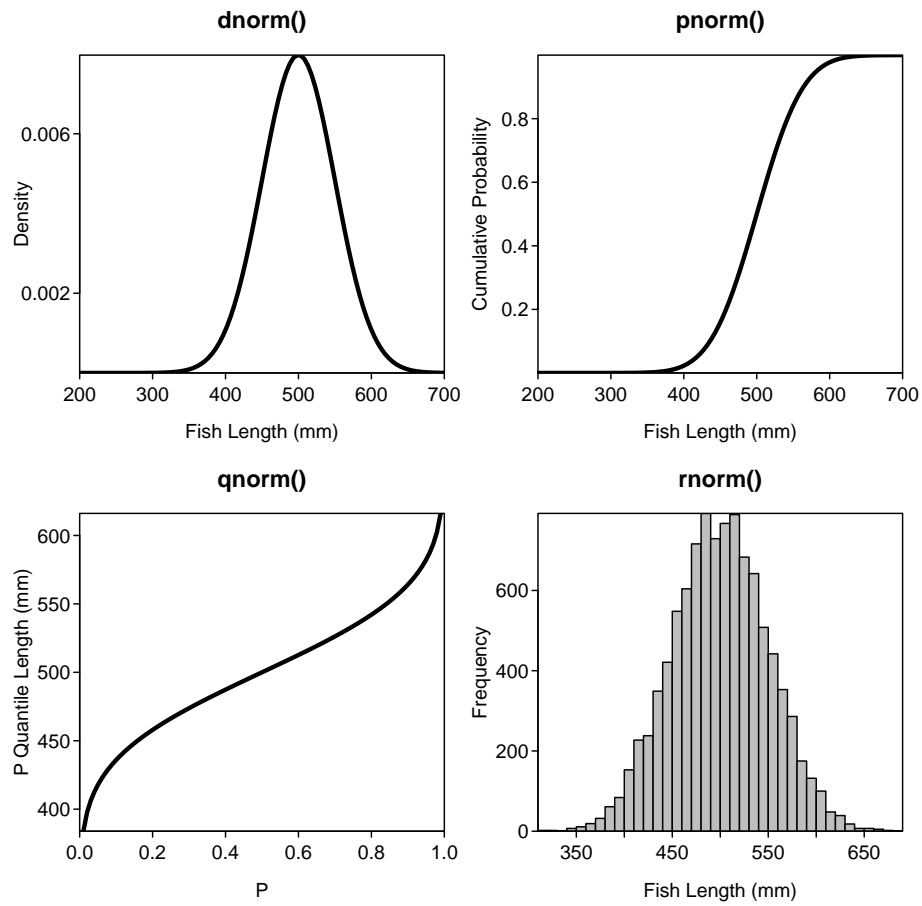 dnorm()
Density
0.006
0.002
200 300 400 500 600 700
Fish Length (mm)
pnorm()
Cumulative Probability
0.8
0.6
0.4
0.2
200 300 400 500 600 700
Fish Length (mm)
qnorm()
P Quantile Length (mm)
600
550
500
450
400
0.0 0.2 0.4 0.6 0.8 1.0
P
rnorm()
Frequency
600
400
200
0
350 450 550 650
Fish Length (mm)